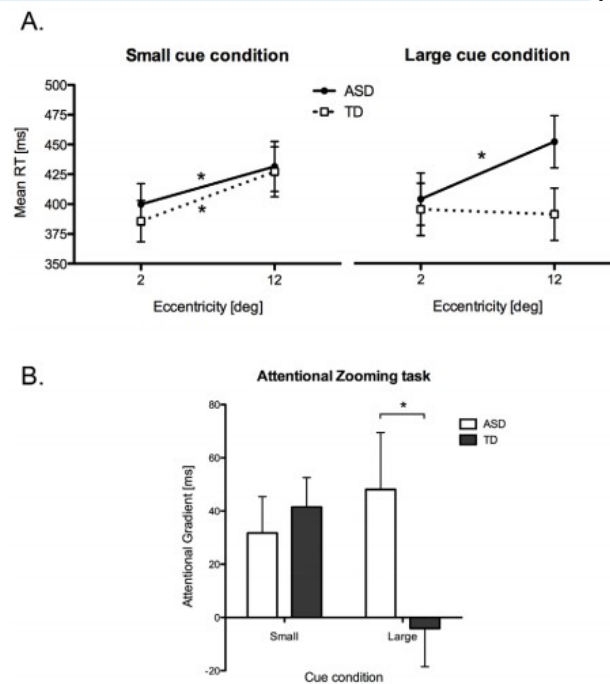 A.
Small cue condition
Large cue condition
ASD
TD
Mean RT [ms]
500
475
450
425
400
375
350
*
*
*
2
12
2
12
Eccentricity [deg]
Eccentricity [deg]
B.
Attentional Zooming task
ASD
TD
Attentional Gradient [ms]
80
60
40
20
0
-20
*
Small
Large
Cue condition